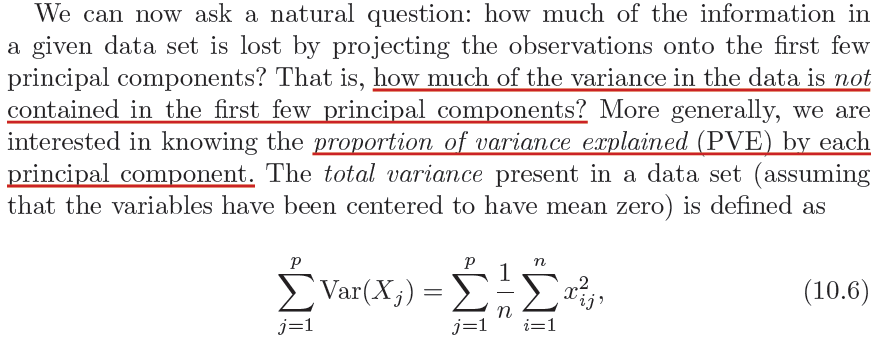 We can now ask a natural question: how much of the information in
a given data set is lost by projecting the observations onto the first few
principal components? That is, how much of the variance in the data is not
contained in the first few principal components? More generally, we are
interested in knowing the proportion of variance explained (PVE) by each
principal component. The total variance present in a data set (assuming
that the variables have been centered to have mean zero) is defined as
\sum_{j=1}^{p} Var(X_j) = \sum_{j=1}^{p} \frac{1}{n} \sum_{i=1}^{n} x_{ij}^2, (10.6)